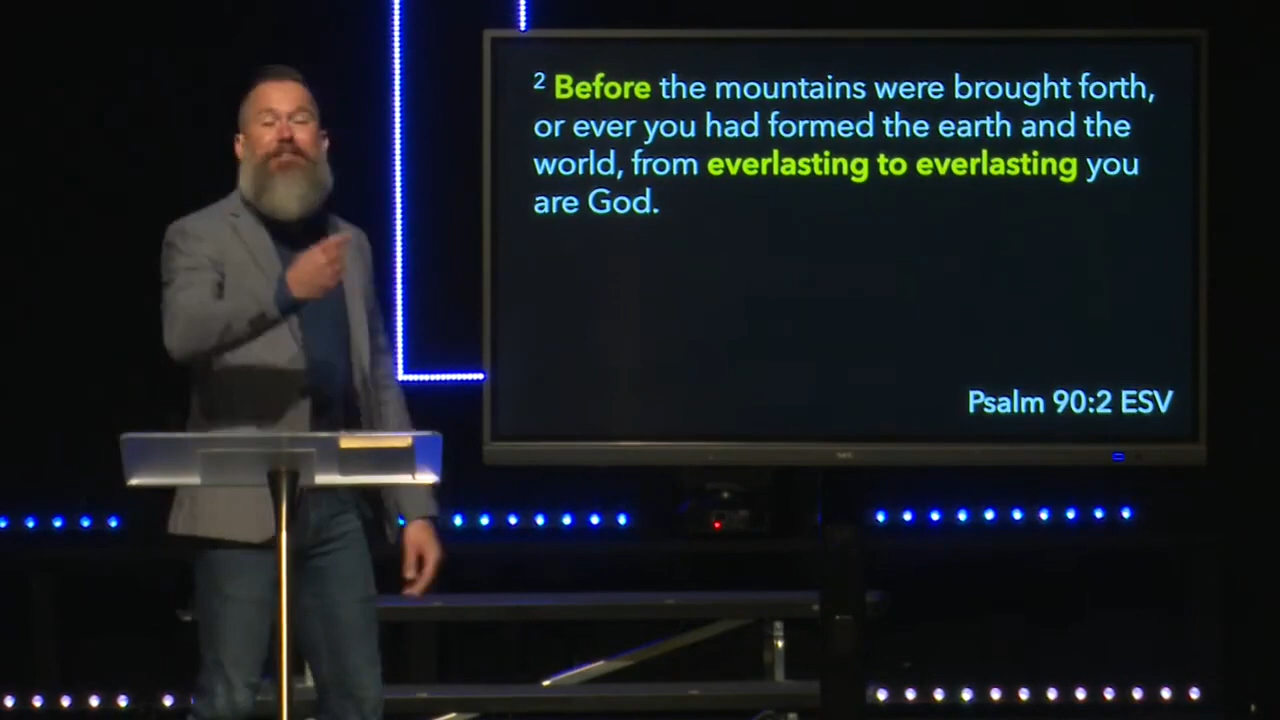 2 Before the mountains were brought forth,
or ever you had formed the earth and the
world, from everlasting to everlasting you
are God.
Psalm 90:2 ESV
NEC